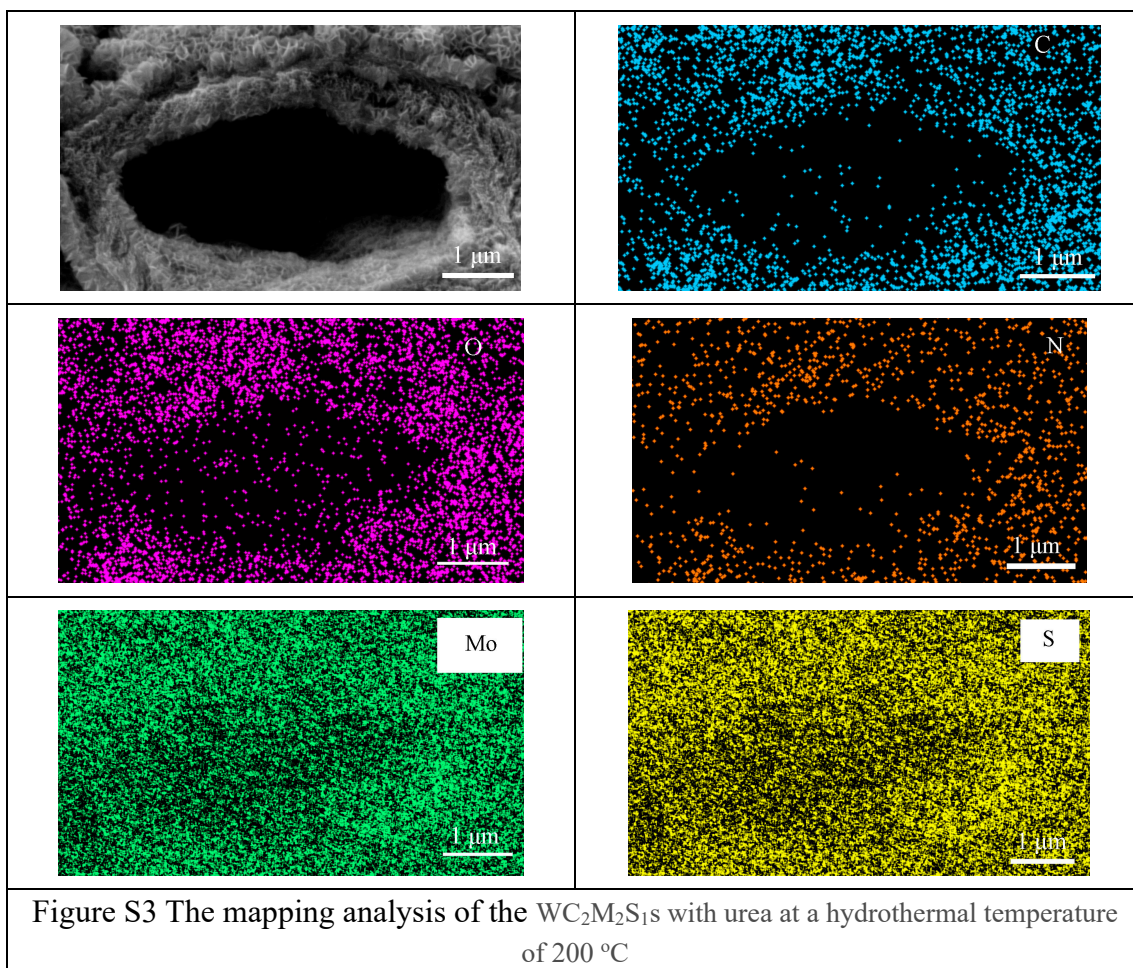 1 μm
C
1 μm
O
1 μm
N
1 μm
Mo
1 μm
S
1 μm
Figure S3 The mapping analysis of the WC₂M₂S₁s with urea at a hydrothermal temperature
of 200 ºC